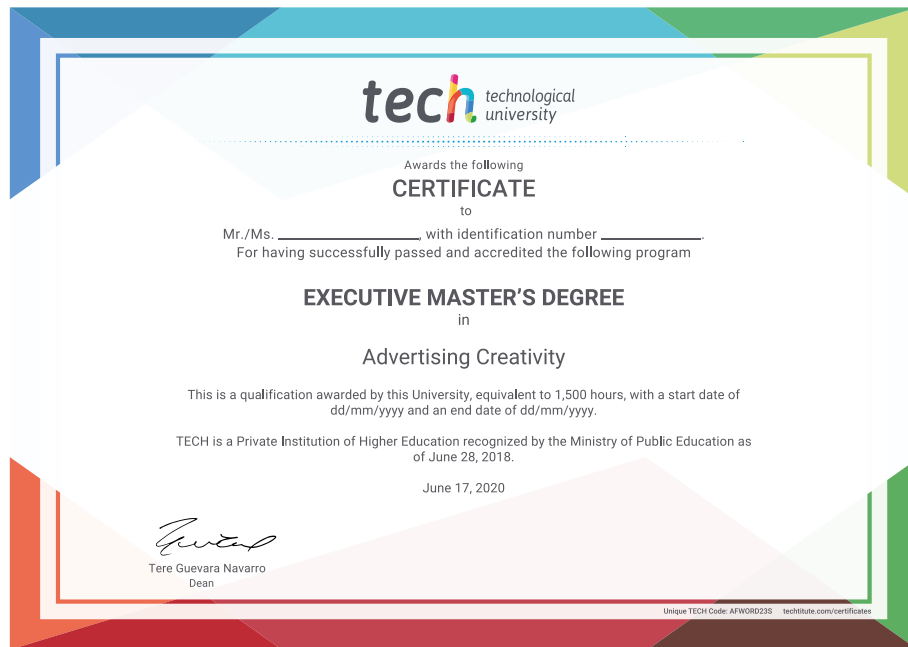 tech technological
university
Awards the following
CERTIFICATE
to
Mr./Ms. ____________, with identification number ____________.
For having successfully passed and accredited the following program
EXECUTIVE MASTER'S DEGREE
in
Advertising Creativity
This is a qualification awarded by this University, equivalent to 1,500 hours, with a start date of
dd/mm/yyyy and an end date of dd/mm/yyyy.
TECH is a Private Institution of Higher Education recognized by the Ministry of Public Education as
of June 28, 2018.
June 17, 2020
Tere Guevara Navarro
Dean
Unique TECH Code: AFWORD23S techtitute.com/certificates